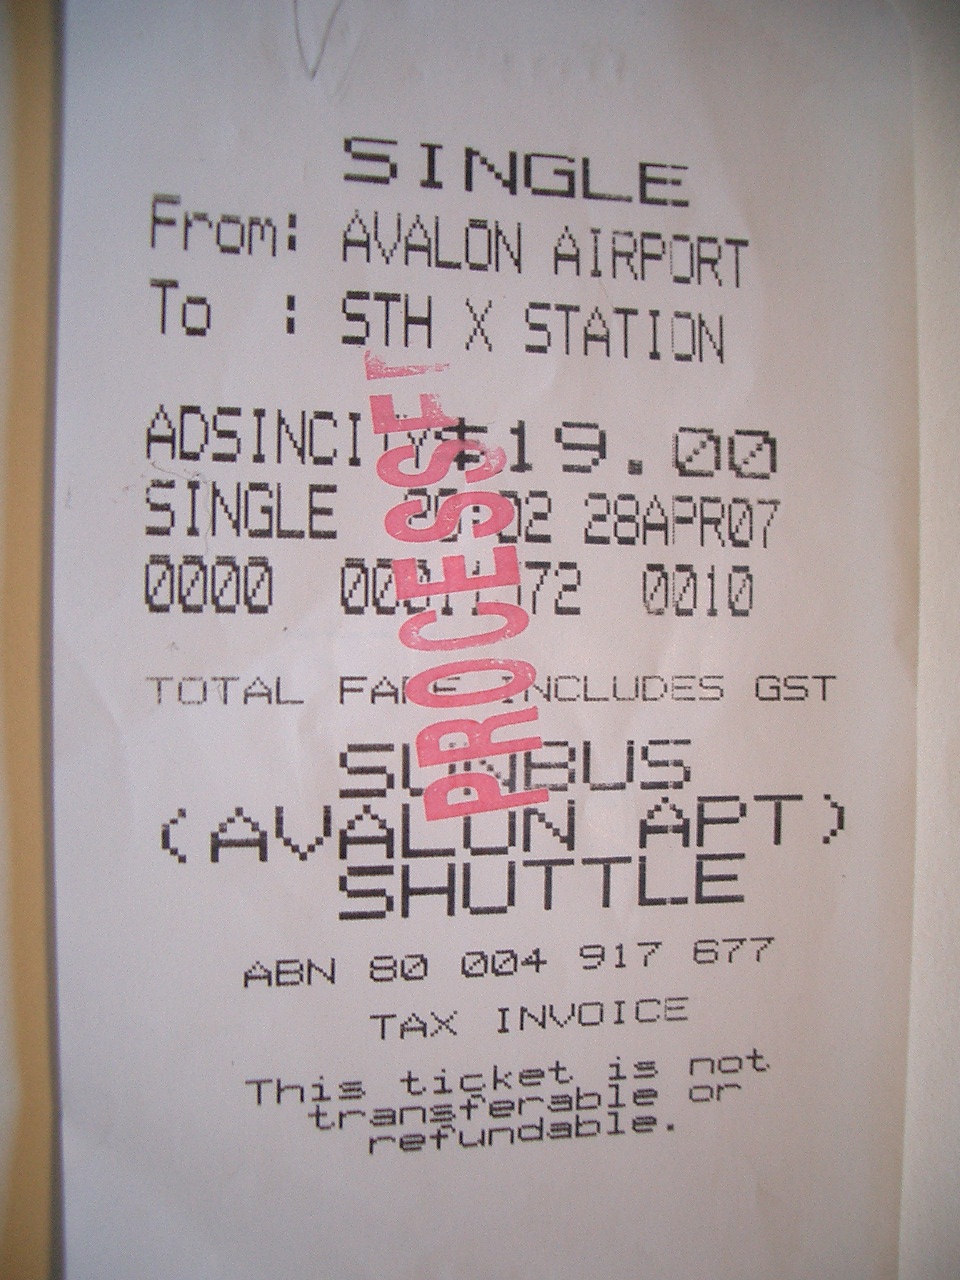 SINGLE
From: AVALON AIRPORT
To : STH X STATION
ADSINCITY $19.00
SINGLE 28APR07
0000 0010
TOTAL FARE INCLUDES GST
SUNBUS
(AVALON APT)
SHUTTLE
ABN 80 004 917 677
TAX INVOICE
This ticket is not
transferable or
refundable.